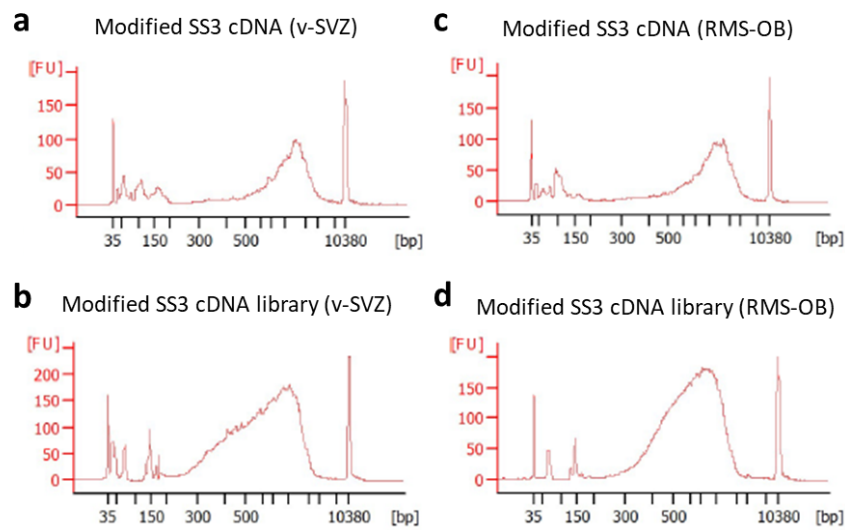 a
Modified SS3 cDNA (v-SVZ)
[FU]
150
100
50
0
35 150 300 500 10380 [bp]
c
Modified SS3 cDNA (RMS-OB)
[FU]
150
100
50
0
35 150 300 500 10380 [bp]
b
Modified SS3 cDNA library (v-SVZ)
[FU]
200
150
100
50
0
35 150 300 500 10380 [bp]
d
Modified SS3 cDNA library (RMS-OB)
[FU]
150
100
50
0
35 150 300 500 10380 [bp]